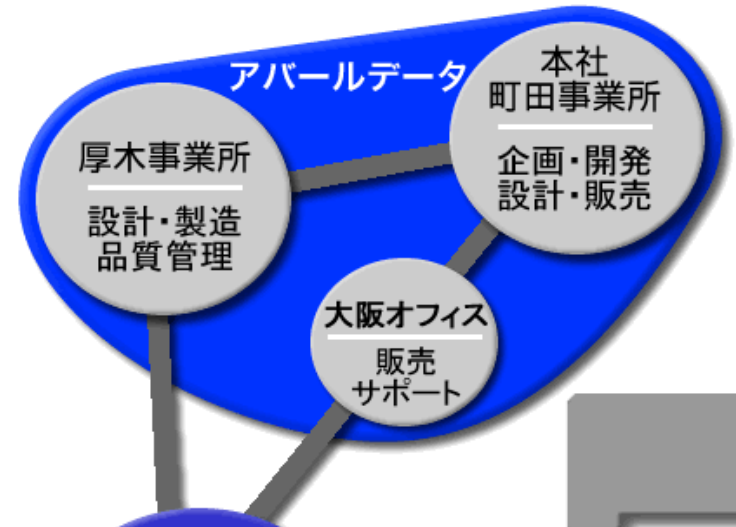 アバールデータ
本社
町田事業所
企画・開発
設計・販売
厚木事業所
設計・製造
品質管理
大阪オフィス
販売
サポート